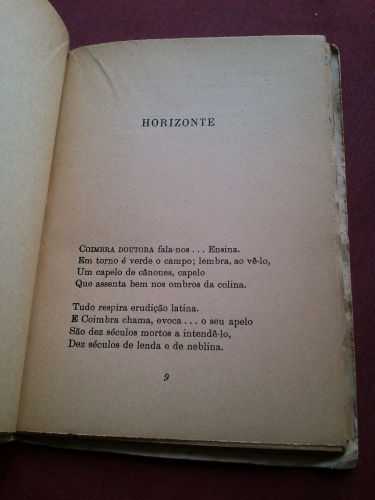 HORIZONTE
COIMBRA DOUTORA fala-nos... Ensina.
Em torno é verde o campo; lembra, ao vê-lo,
Um capelo de cânones, capelo
Que assenta bem nos ombros da colina.
Tudo respira erudição latina.
E Coimbra chama, evoca... o seu apelo
São dez séculos mortos a intendê-lo,
Dez séculos de lenda e de neblina.
9